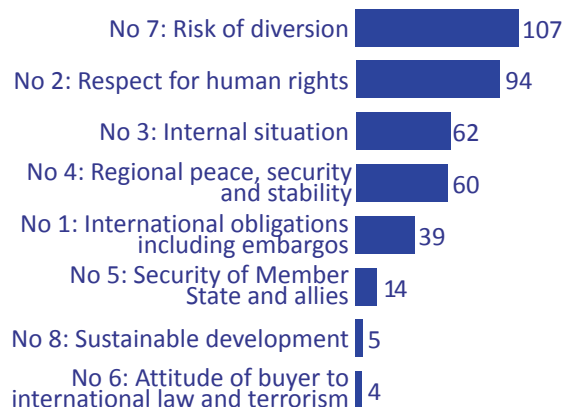 No 7: Risk of diversion 107
No 2: Respect for human rights 94
No 3: Internal situation 62
No 4: Regional peace, security
and stability 60
No 1: International obligations
including embargos 39
No 5: Security of Member
State and allies 14
No 8: Sustainable development 5
No 6: Attitude of buyer to
international law and terrorism 4